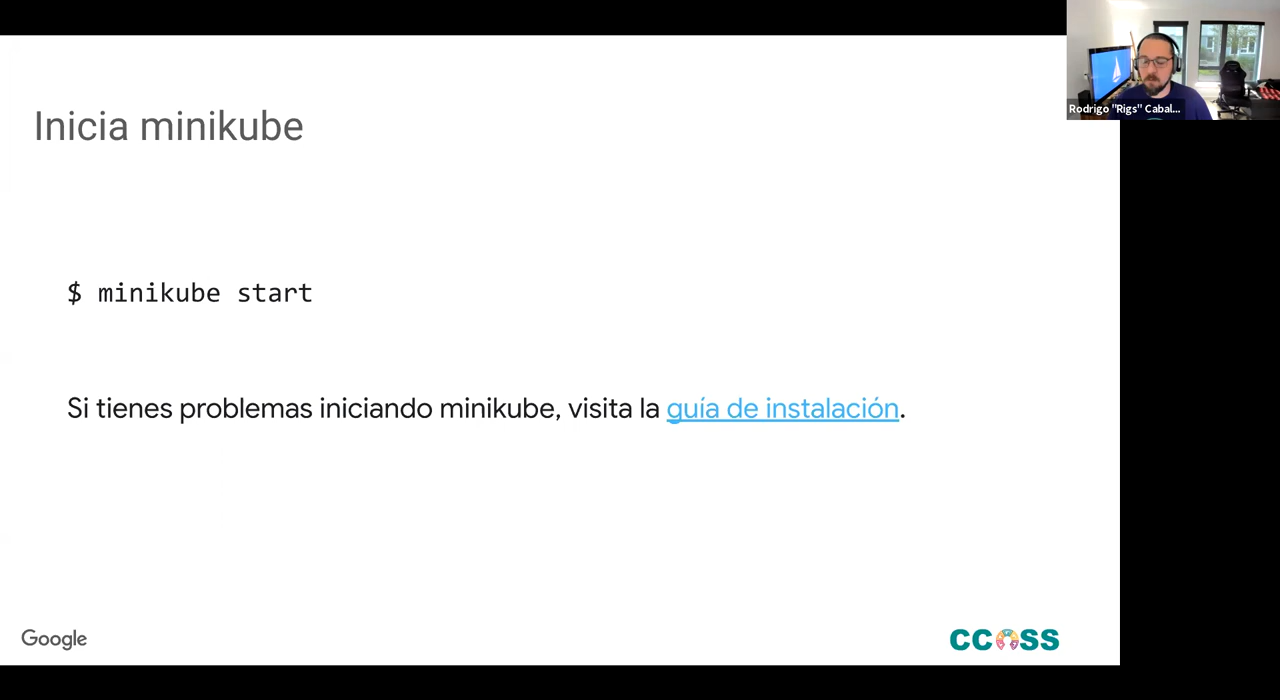 Rodrigo "Rigs" Cabal...
Inicia minikube
$ minikube start
Si tienes problemas iniciando minikube, visita la guía de instalación.
Google
CCOSS